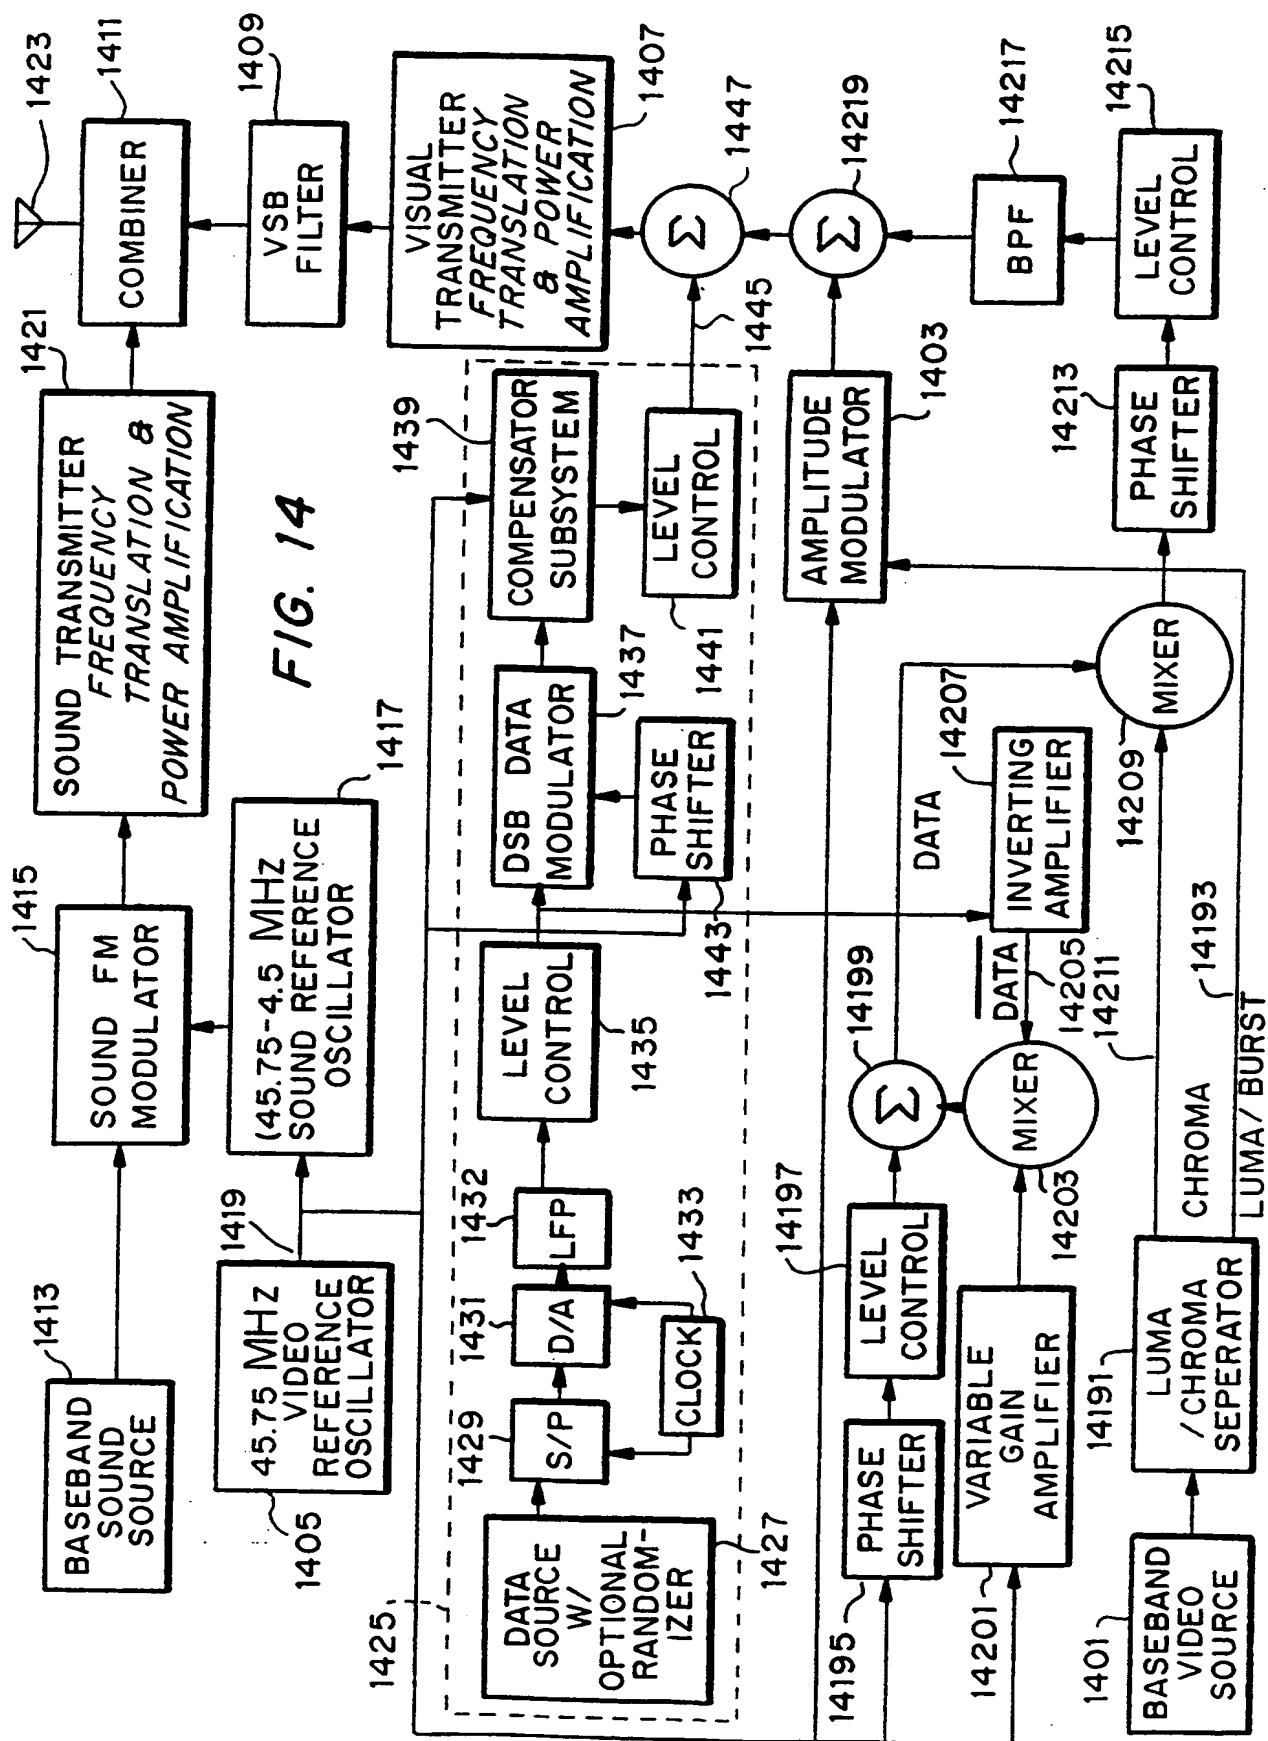 1413
BASEBAND
SOUND
SOURCE
1415
SOUND FM
MODULATOR
1421
SOUND TRANSMITTER
FREQUENCY
TRANSLATION &
POWER AMPLIFICATION
1423
1411
COMBINER
1419
45.75 MHz
VIDEO
REFERENCE
OSCILLATOR
1405
1417
(45.75-4.5 MHz
SOUND REFERENCE
OSCILLATOR
FIG. 14
1409
VSB
FILTER
1407
VISUAL
TRANSMITTER
FREQUENCY
TRANSLATION
& POWER
AMPLIFICATION
1425
DATA
SOURCE
W/
OPTIONAL
RANDOM-
IZER
1427
1429
S/P
1431
D/A
1432
LFP
1433
CLOCK
LEVEL
CONTROL
1435
DSB DATA
MODULATOR
1437
PHASE
SHIFTER
1443
1439
COMPENSATOR
SUBSYSTEM
LEVEL
CONTROL
1441
1445
Σ
1447
14195
PHASE
SHIFTER
14197
LEVEL
CONTROL
14199
Σ
DATA
14201
VARIABLE
GAIN
AMPLIFIER
MIXER
14203
DATA
14205
14207
INVERTING
AMPLIFIER
AMPLITUDE
MODULATOR
1403
Σ
14219
1401
BASEBAND
VIDEO
SOURCE
14191
LUMA
/CHROMA
SEPERATOR
14211
CHROMA
14193
LUMA/BURST
14209
MIXER
14213
PHASE
SHIFTER
14215
LEVEL
CONTROL
14217
BPF